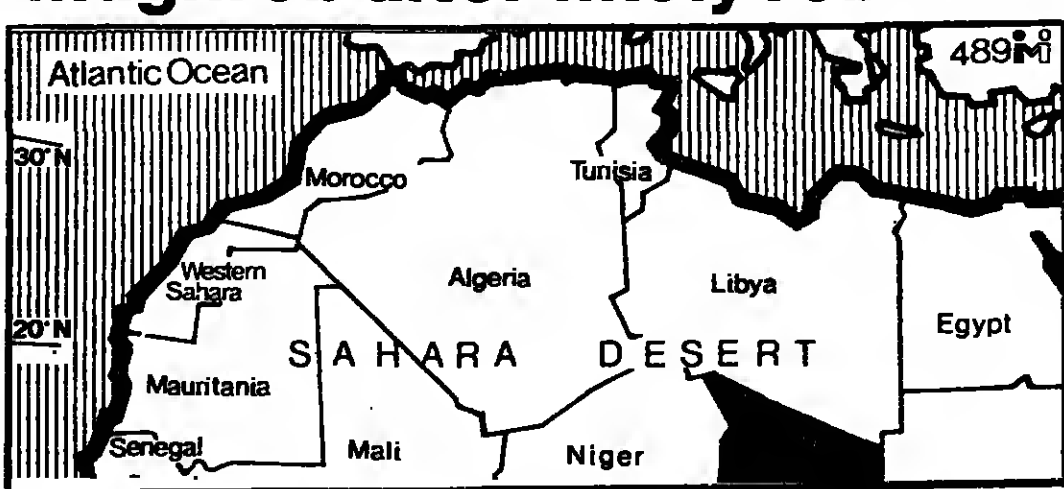 Atlantic Ocean
489
30°N
Morocco
Tunisia
Western
Sahara
Algeria
Libya
20°N
Egypt
SAHARA DESERT
Mauritania
Senegal
Mali
Niger